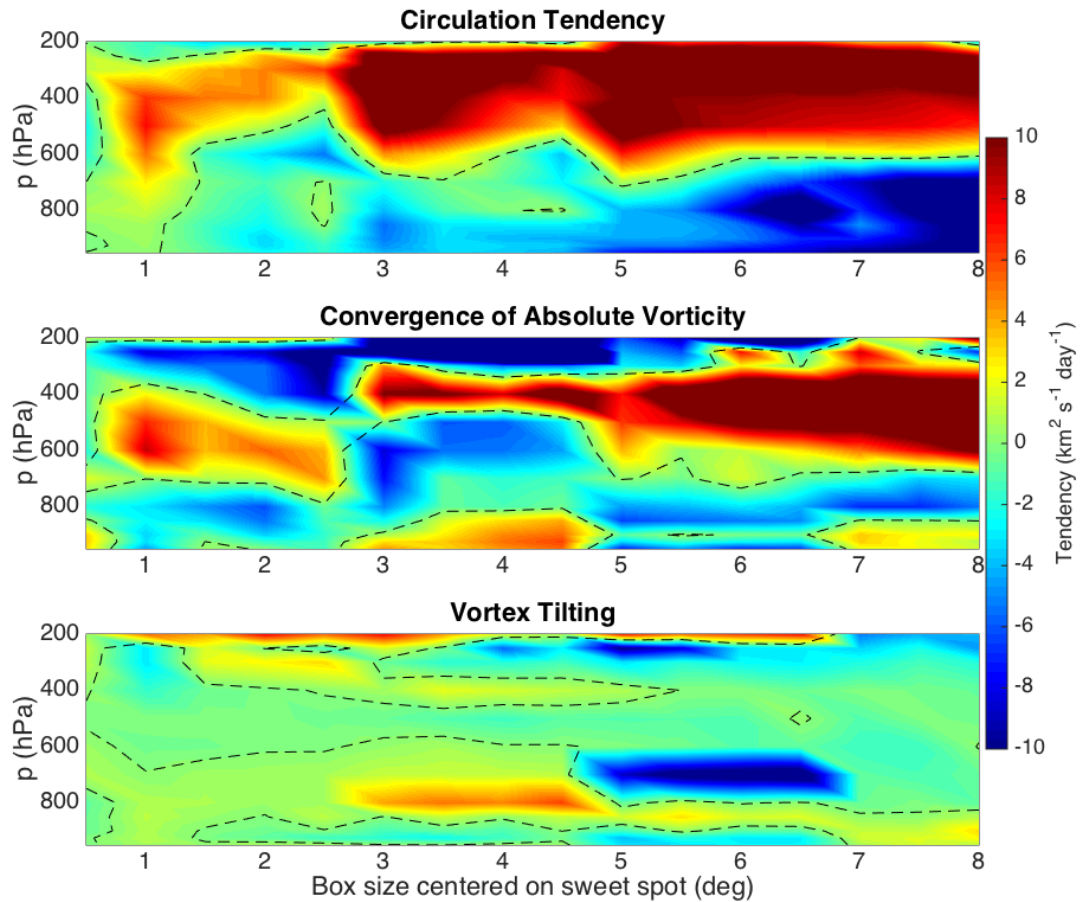 Circulation Tendency
200
400
600
800
p (hPa)
1 2 3 4 5 6 7 8
Convergence of Absolute Vorticity
200
400
600
800
p (hPa)
1 2 3 4 5 6 7 8
Vortex Tilting
200
400
600
800
p (hPa)
1 2 3 4 5 6 7 8
Box size centered on sweet spot (deg)
10
8
6
4
2
0
-2
-4
-6
-8
-10
Tendency (km² s⁻¹ day⁻¹)